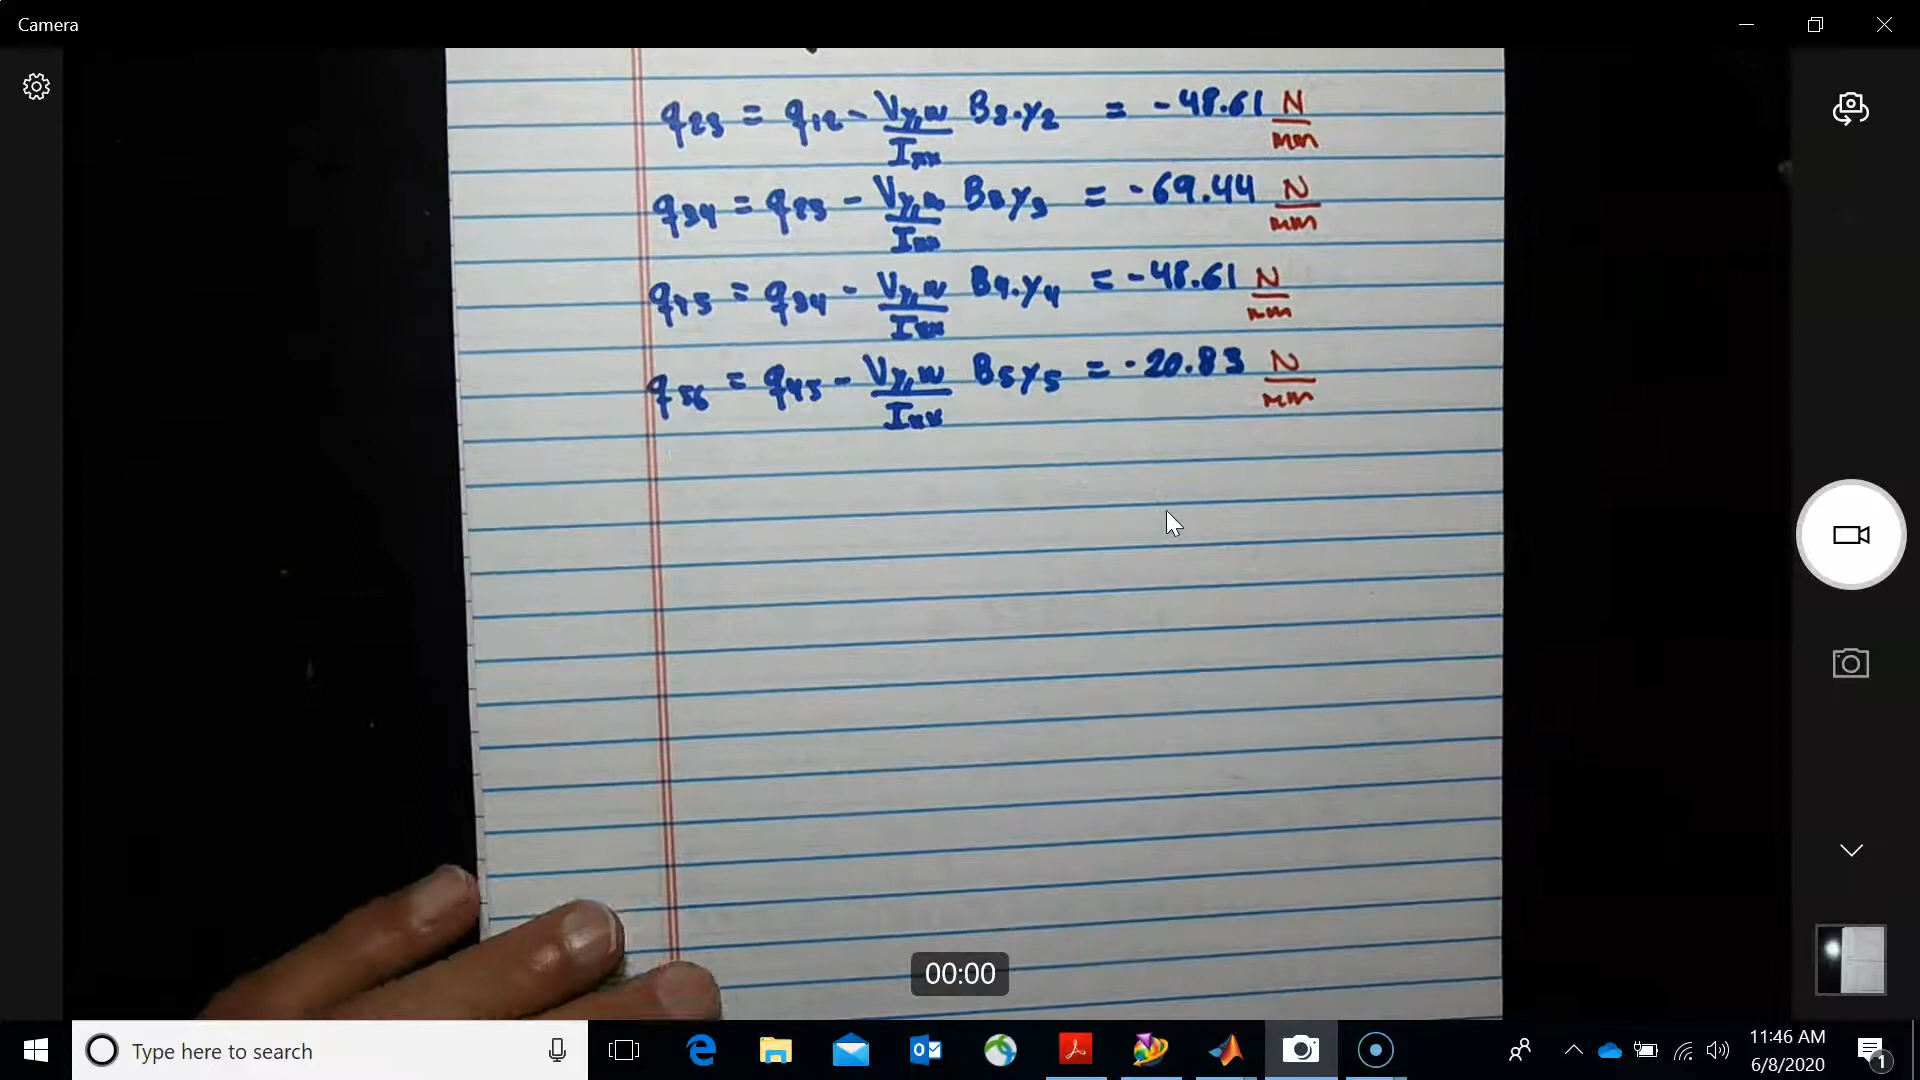 Camera
q23 = q12 - Vy,w/Ixx B2.y2 = -48.61 N/mm
q34 = q23 - Vy,w/Ixx B3y3 = -69.44 N/mm
q45 = q34 - Vy,w/Ixx B4.y4 = -48.61 N/mm
q56 = q45 - Vy,w/Ixx B5y5 = -20.83 N/mm
00:00
Type here to search
11:46 AM
6/8/2020
1